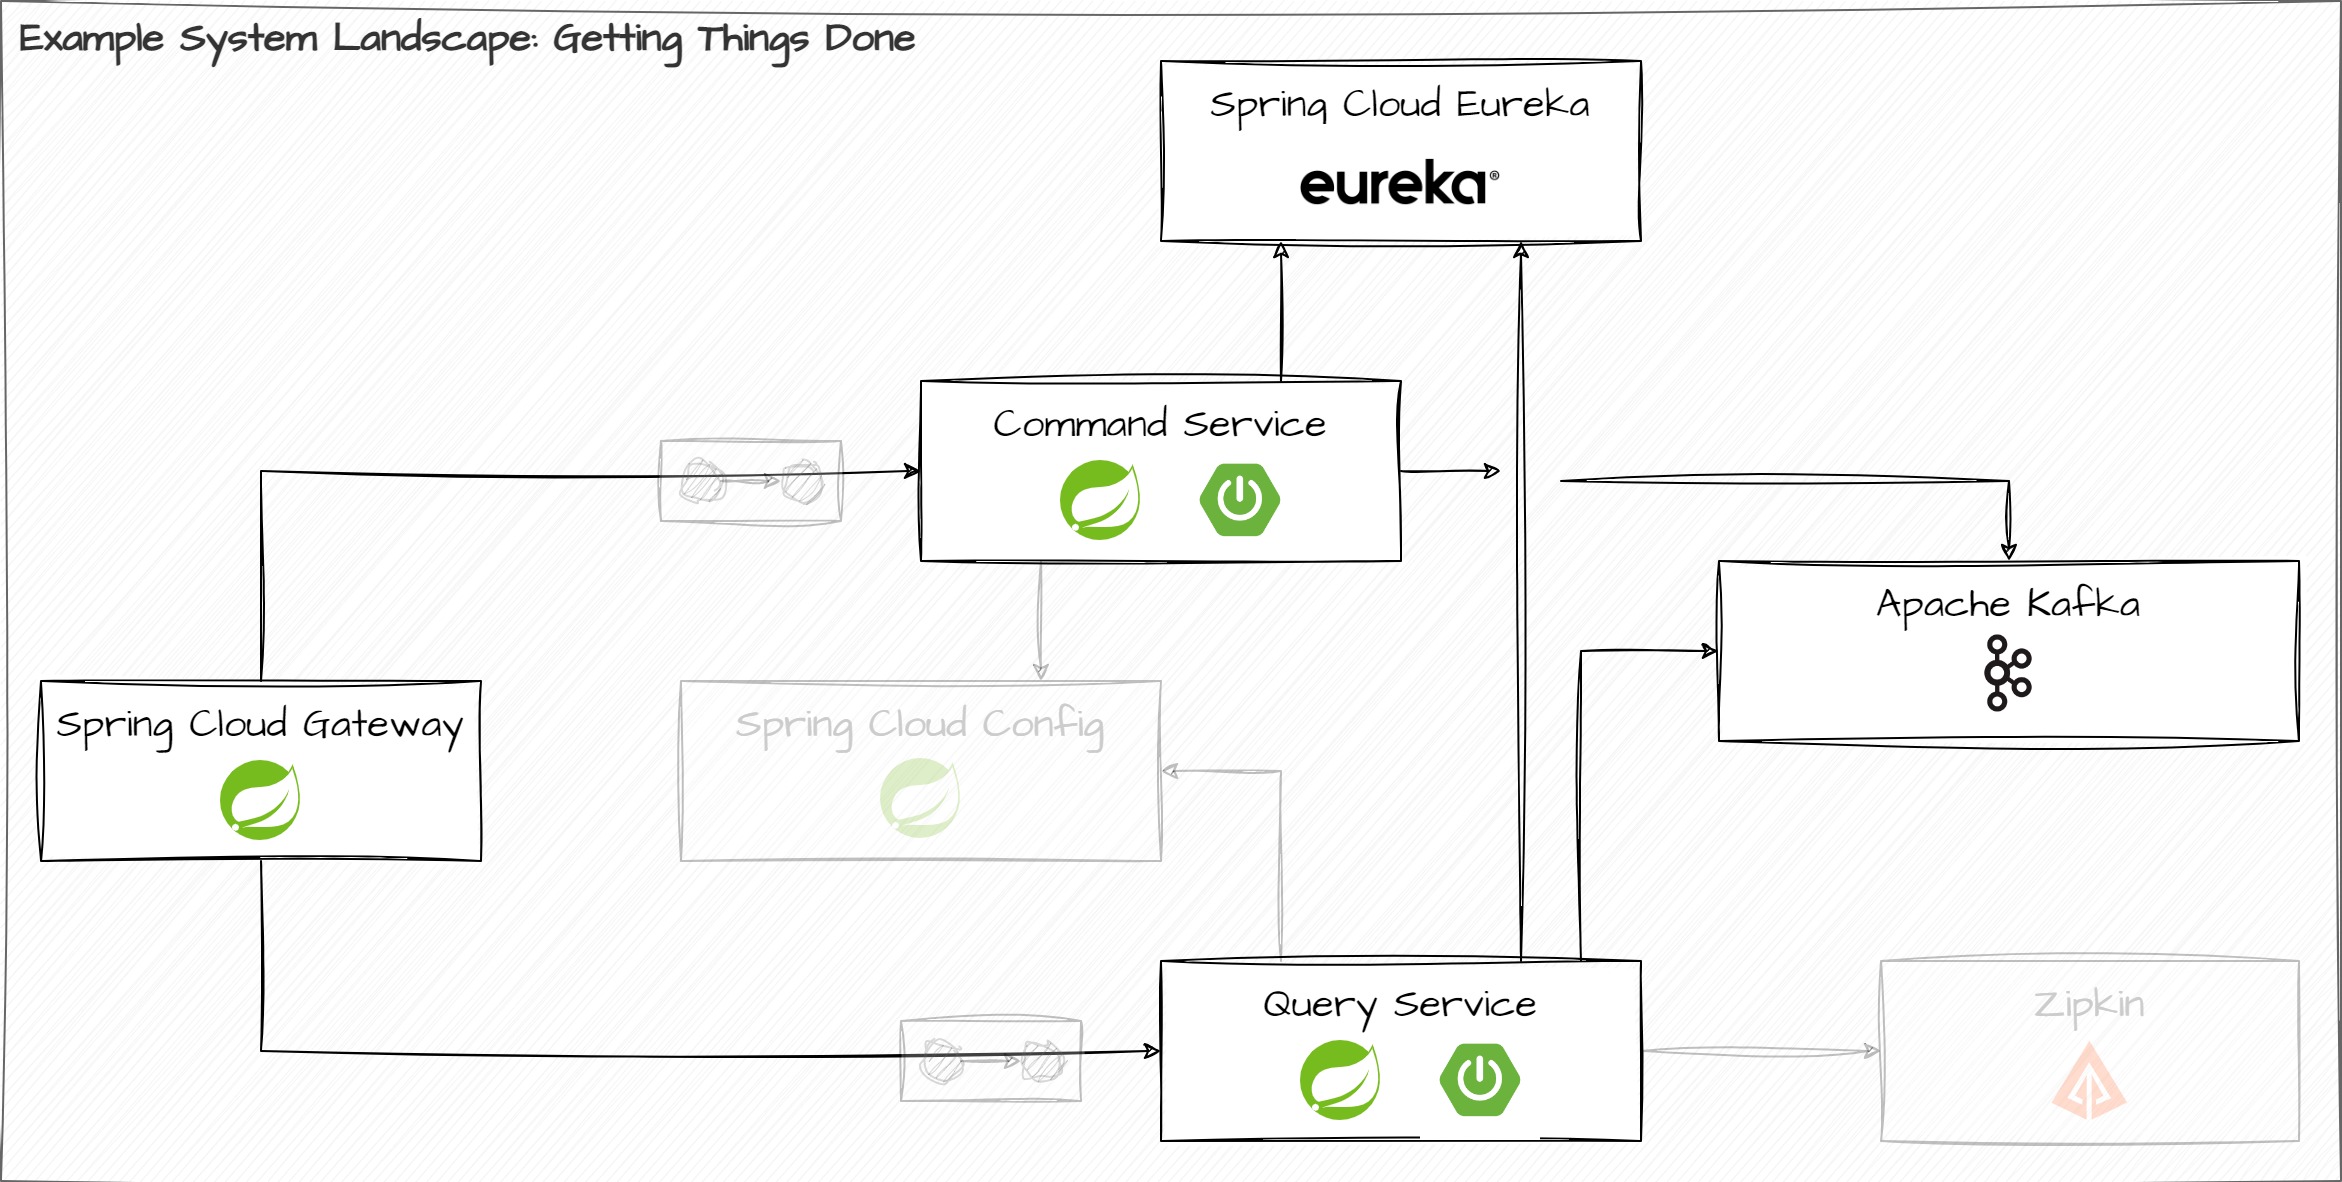 Example System Landscape: Getting Things Done
Spring Cloud Eureka
eureka®
Command Service
Apache Kafka
Spring Cloud Gateway
Spring Cloud Config
Query Service
Zipkin